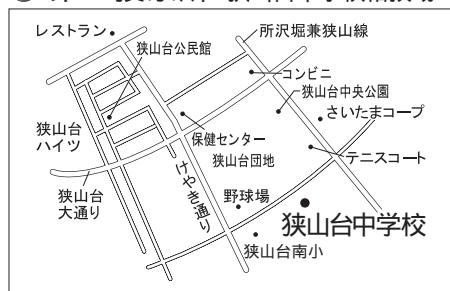 レストラン
狭山台公民館
所沢堀兼狭山線
コンビニ
狭山台中央公園
さいたまコープ
狭山台
ハイツ
保健センター
狭山台団地
テニスコート
狭山台
大通り
けやき通り
野球場
狭山台中学校
狭山台南小